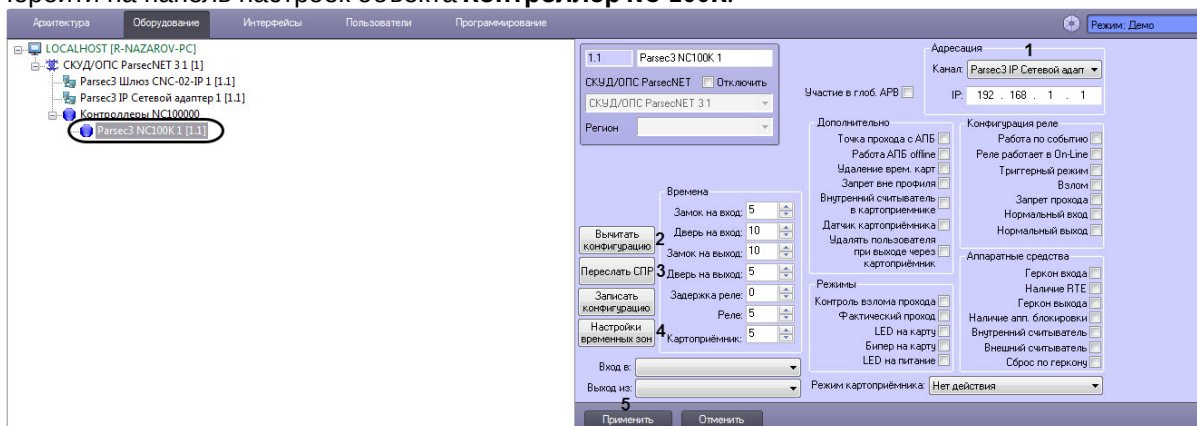 перейти на панель настроек объекта Контроллер NC-100K.
Архитектура Оборудование Интерфейсы Пользователи Программирование
Режим: Демо
LOCALHOST [R-NAZAROV-PC]
СКУД/ОПС ParsecNET 3 1 [1]
Parsec3 Шлюз CNC-02-IP 1 [1.1]
Parsec3 IP Сетевой адаптер 1 [1.1]
Контроллеры NC100000
Parsec3 NC100K 1 [1.1]
1.1 Parsec3 NC100K 1
СКУД/ОПС ParsecNET Отключить
СКУД/ОПС ParsecNET 3 1
Регион
Участие в глоб. APB
Адресация 1
Канал: Parsec3 IP Сетевой адап
IP: 192 . 168 . 1 . 1
Времена
Замок на вход: 5
Дверь на вход: 10
Замок на выход: 10
Дверь на выход: 5
Задержка реле: 0
Реле: 5
Картоприёмник: 5
Вычитать
конфигурацию 2
Переслать СПР 3
Записать
конфигурацию
Настройки
временных зон 4
Вход в:
Выход из:
Дополнительно
Точка прохода с АПБ
Работа АПБ offline
Удаление врем. карт
Запрет вне профиля
Внутренний считыватель
в картоприемнике
Датчик картоприёмника
Удалять пользователя
при выходе через
картоприёмник
Режимы
Контроль взлома прохода
Фактический проход
LED на карту
Бипер на карту
LED на питание
Конфигурация реле
Работа по событию
Реле работает в On-Line
Триггерный режим
Взлом
Запрет прохода
Нормальный вход
Нормальный выход
Аппаратные средства
Геркон входа
Наличие RTE
Геркон выхода
Наличие апп. блокировки
Внутренний считыватель
Внешний считыватель
Сброс по геркону
Режим картоприёмника: Нет действия
5
Применить Отменить